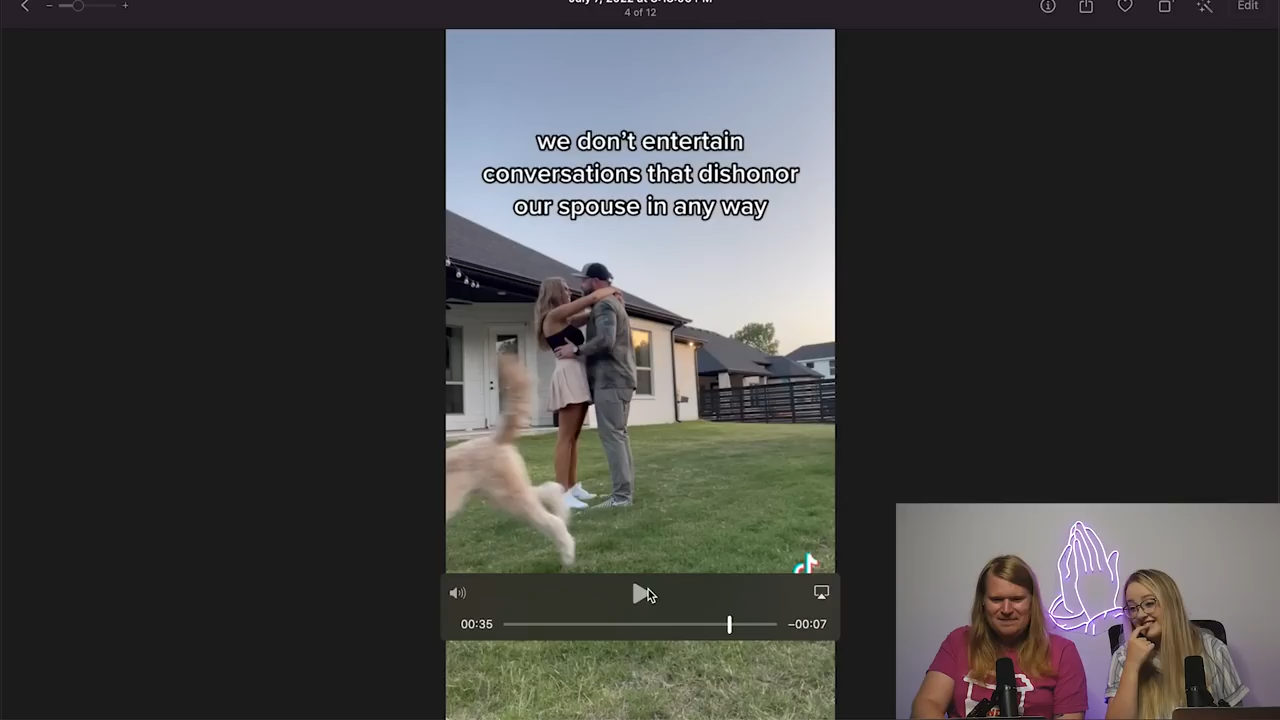 4 of 12
Edit
we don't entertain
conversations that dishonor
our spouse in any way
00:35
−00:07